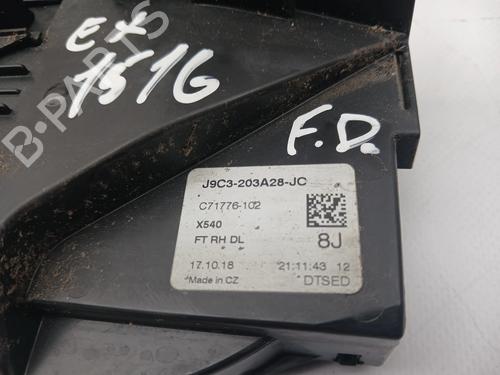 Ex
1516
F.D.
B-PARTS
J9C3-203A28-JC
C71776-102
X540
FT RH DL
8J
17.10.18 21:11:43 12
Made in CZ DTSED